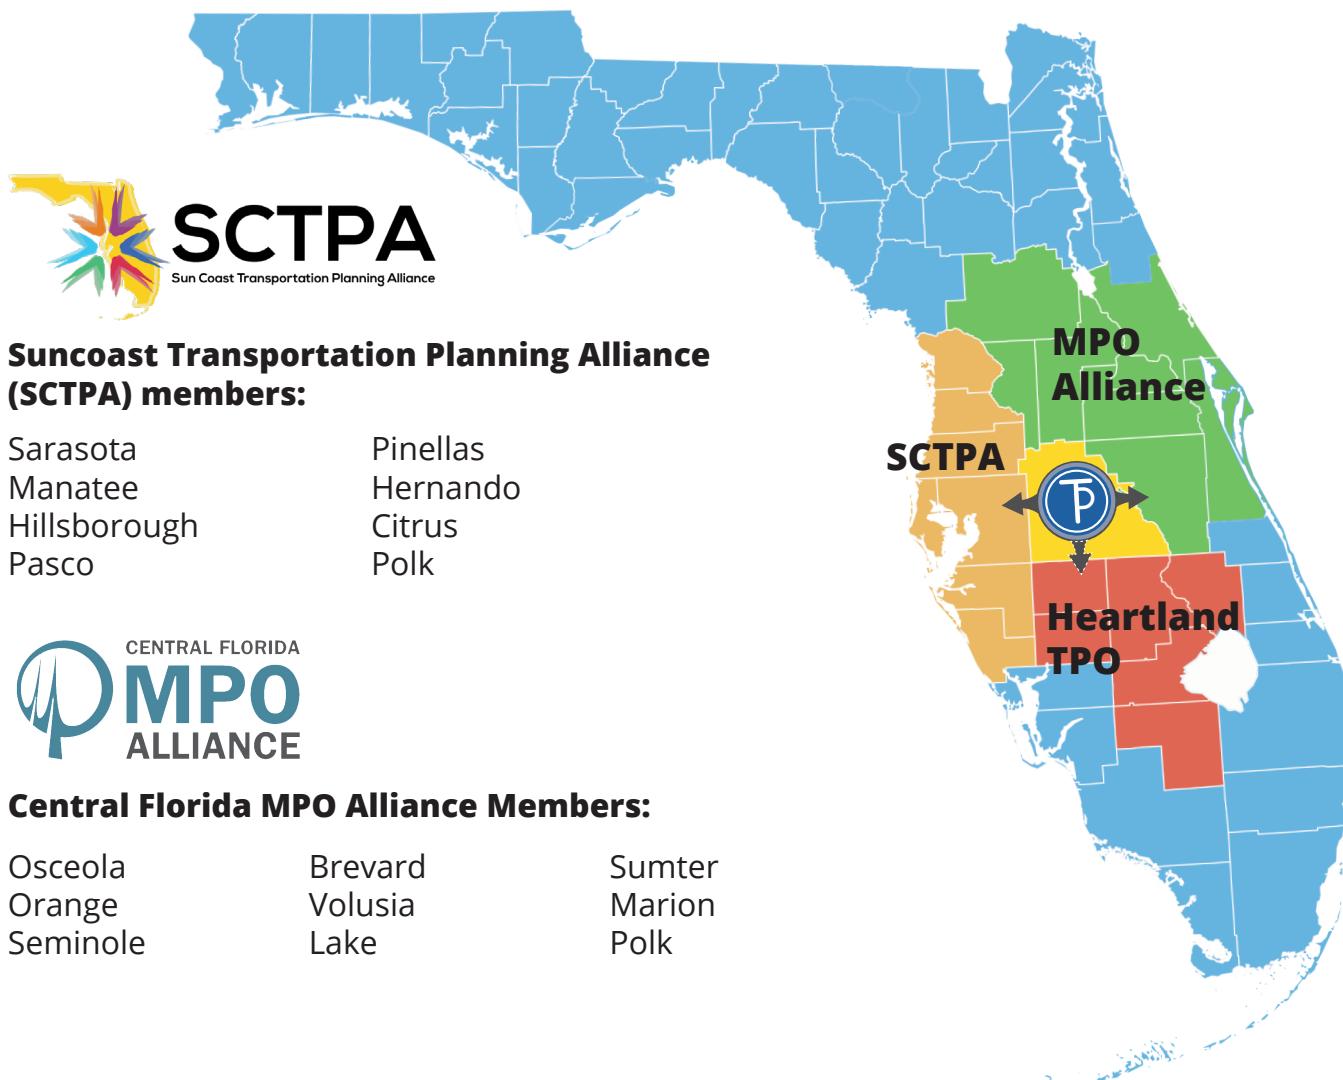 SCTPA
Sun Coast Transportation Planning Alliance
Suncoast Transportation Planning Alliance
(SCTPA) members:
Sarasota
Manatee
Hillsborough
Pasco
Pinellas
Hernando
Citrus
Polk
CENTRAL FLORIDA
MPO
ALLIANCE
Central Florida MPO Alliance Members:
Osceola
Orange
Seminole
Brevard
Volusia
Lake
Sumter
Marion
Polk
MPO
Alliance
SCTPA
TP
Heartland
TPO